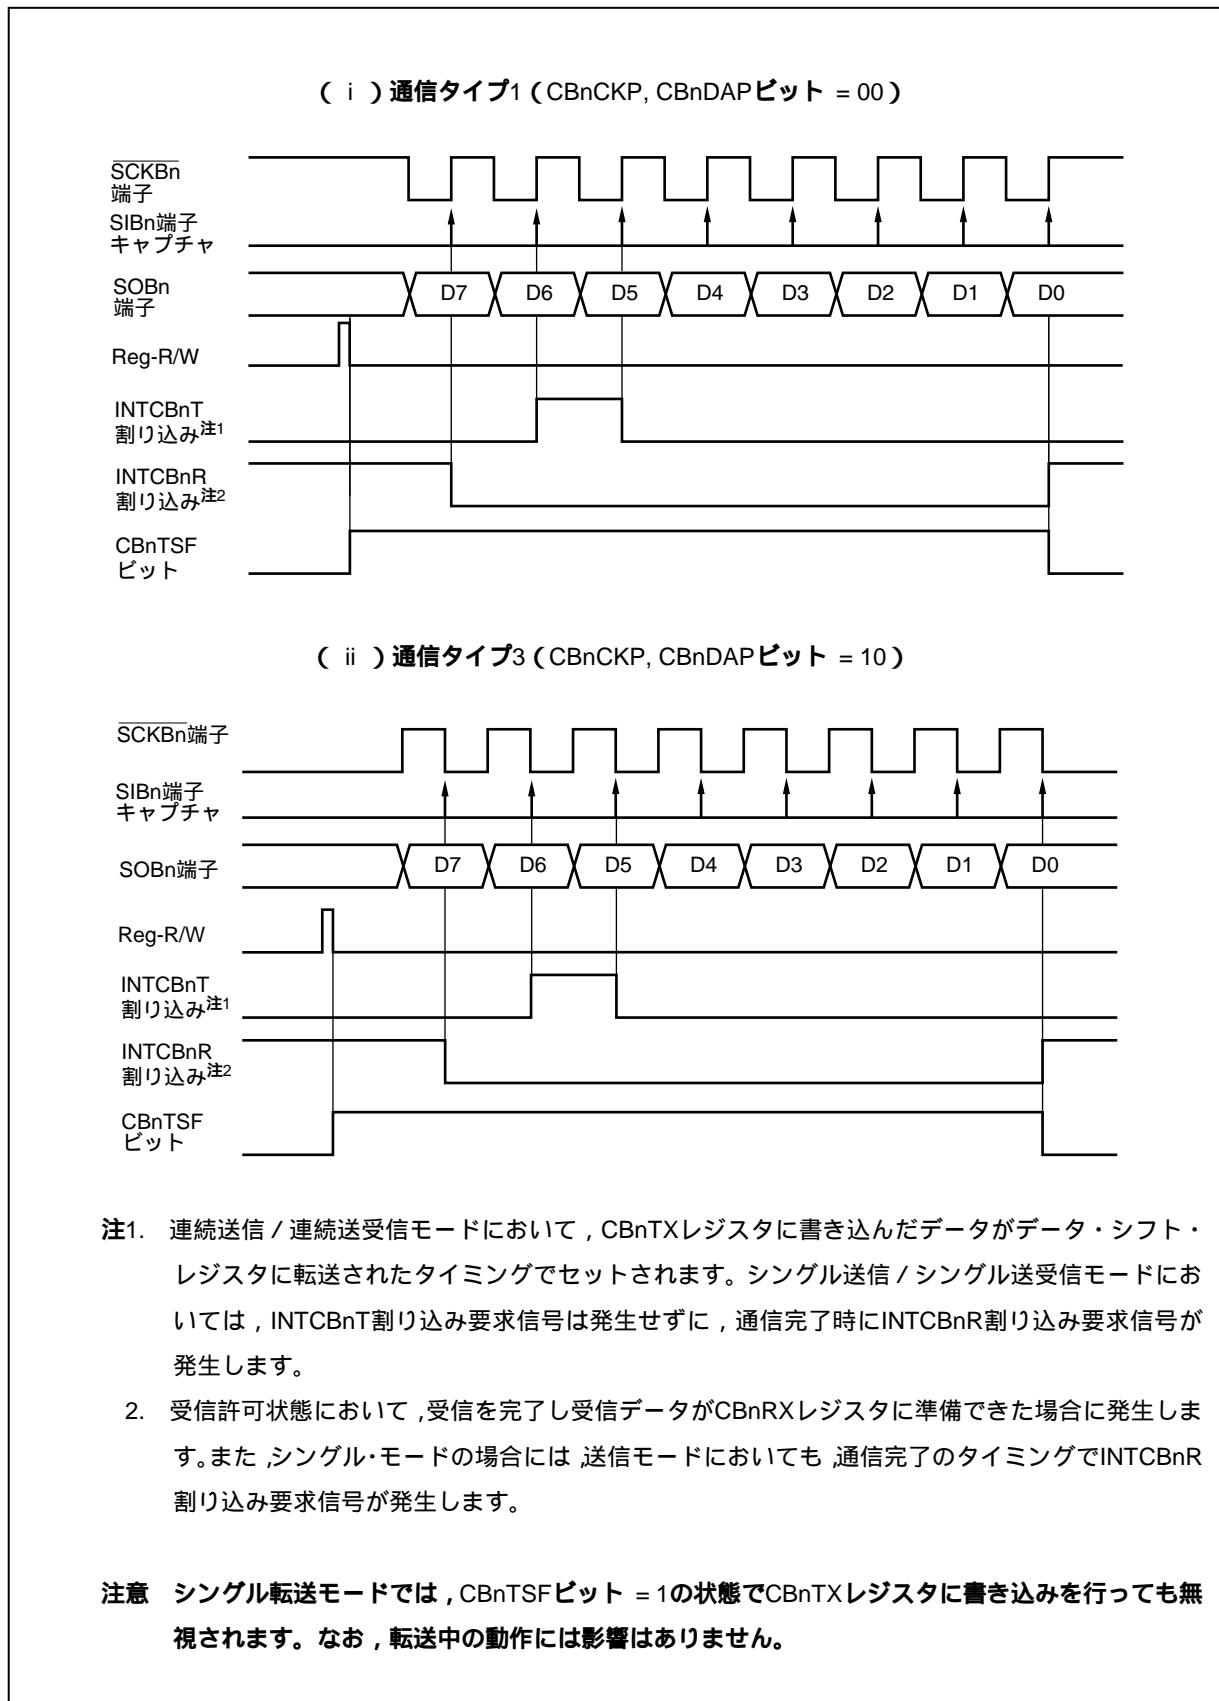 ( i )通信タイプ1(CBnCKP, CBnDAPビット = 00)
SCKBn
端子
SIBn端子
キャプチャ
SOBn
端子
D7 D6 D5 D4 D3 D2 D1 D0
Reg-R/W
INTCBnT
割り込み注1
INTCBnR
割り込み注2
CBnTSF
ビット
( ii )通信タイプ3(CBnCKP, CBnDAPビット = 10)
SCKBn端子
SIBn端子
キャプチャ
SOBn端子
D7 D6 D5 D4 D3 D2 D1 D0
Reg-R/W
INTCBnT
割り込み注1
INTCBnR
割り込み注2
CBnTSF
ビット
注1. 連続送信/連続送受信モードにおいて,CBnTXレジスタに書き込んだデータがデータ・シフト・
レジスタに転送されたタイミングでセットされます。シングル送信/シングル送受信モードにお
いては,INTCBnT割り込み要求信号は発生せずに,通信完了時にINTCBnR割り込み要求信号が
発生します。
2. 受信許可状態において,受信を完了し受信データがCBnRXレジスタに準備できた場合に発生しま
す。また,シングル・モードの場合には,送信モードにおいても,通信完了のタイミングでINTCBnR
割り込み要求信号が発生します。
注意 シングル転送モードでは,CBnTSFビット = 1の状態でCBnTXレジスタに書き込みを行っても無
視されます。なお,転送中の動作には影響はありません。